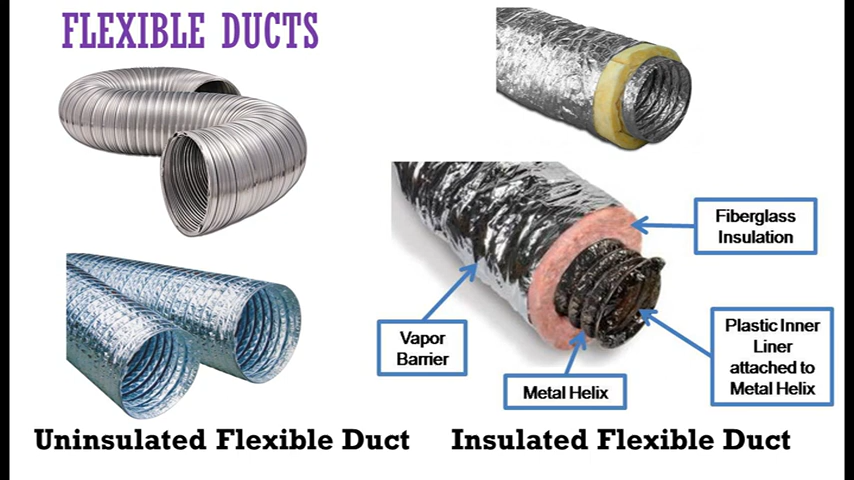 FLEXIBLE DUCTS
Fiberglass
Insulation
Vapor
Barrier
Plastic Inner
Liner
attached to
Metal Helix
Metal Helix
Uninsulated Flexible Duct
Insulated Flexible Duct